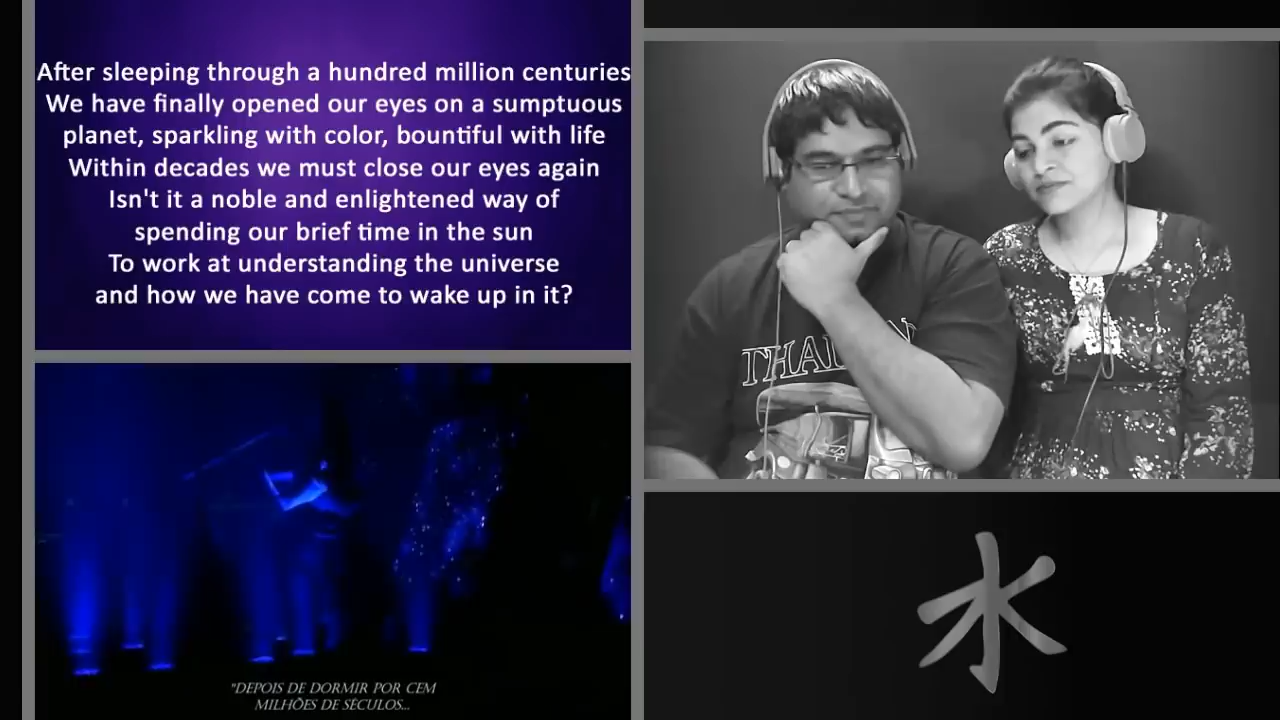 After sleeping through a hundred million centuries
We have finally opened our eyes on a sumptuous
planet, sparkling with color, bountiful with life
Within decades we must close our eyes again
Isn't it a noble and enlightened way of
spending our brief time in the sun
To work at understanding the universe
and how we have come to wake up in it?
"DEPOIS DE DORMIR POR CEM
MILHÕES DE SÉCULOS...
水